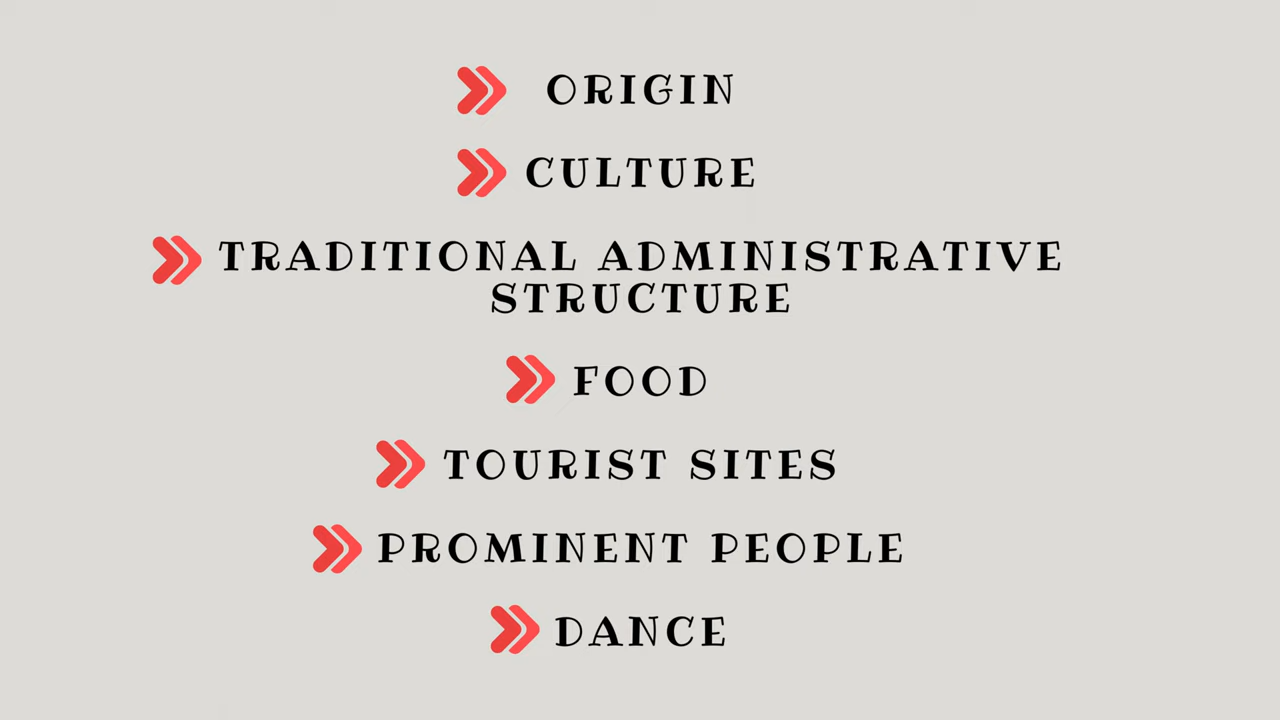 ORIGIN
CULTURE
TRADITIONAL ADMINISTRATIVE
STRUCTURE
FOOD
TOURIST SITES
PROMINENT PEOPLE
DANCE